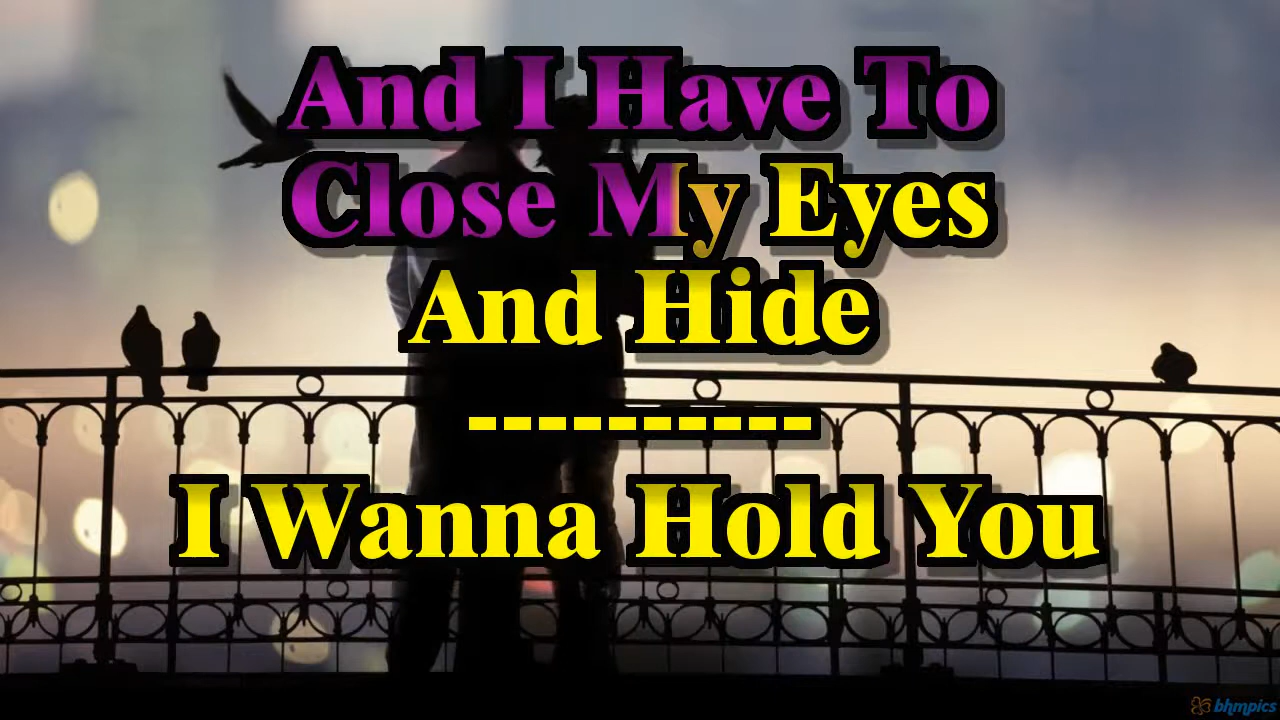 And I Have To
Close My Eyes
And Hide
----------
I Wanna Hold You
bhmpics